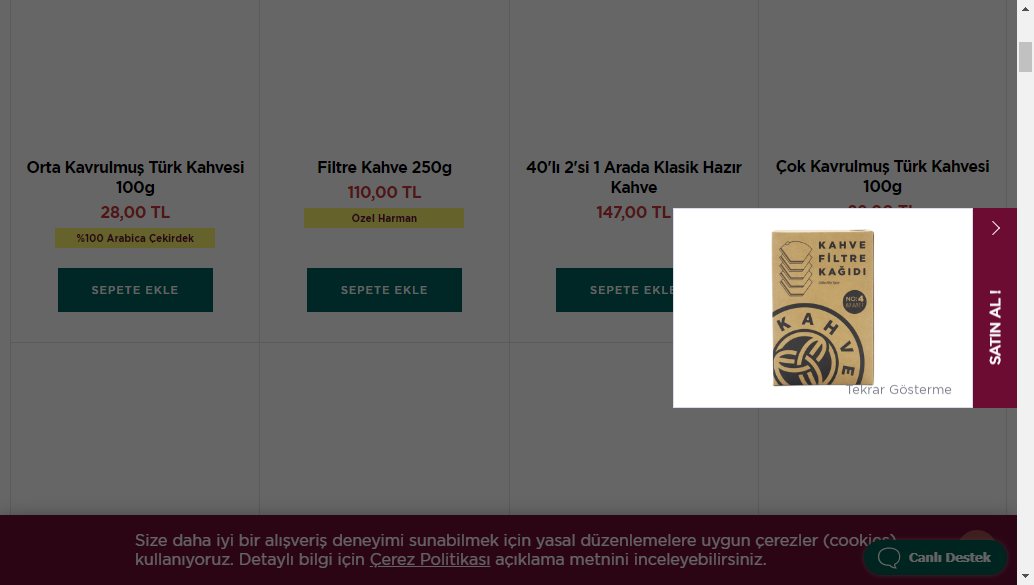 Orta Kavrulmuş Türk Kahvesi
100g
28,00 TL
%100 Arabica Çekirdek
SEPETE EKLE
Filtre Kahve 250g
110,00 TL
Ozel Harman
SEPETE EKLE
40'lı 2'si 1 Arada Klasik Hazır
Kahve
147,00 TL
SEPETE EKLE
Çok Kavrulmuş Türk Kahvesi
100g
KAHVE
FİLTRE
KAĞIDI
NO:4
KAHVE
Tekrar Gösterme
SATIN AL !
Size daha iyi bir alışveriş deneyimi sunabilmek için yasal düzenlemelere uygun çerezler (cookies)
kullanıyoruz. Detaylı bilgi için Çerez Politikası açıklama metnini inceleyebilirsiniz.
Canlı Destek